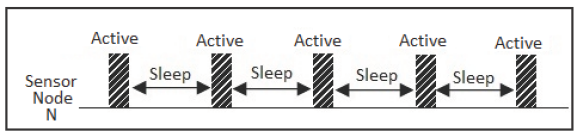 Active Active Active Active Active
Sleep Sleep Sleep Sleep
Sensor
Node
N